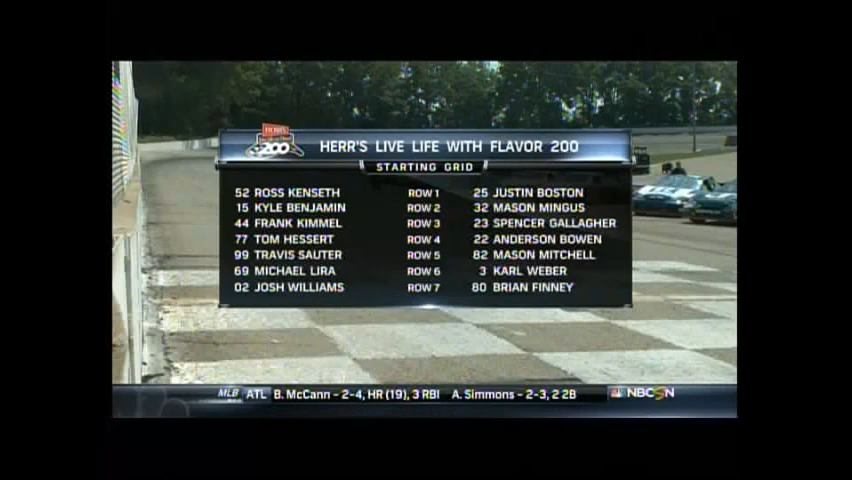 HERR'S
200
HERR'S LIVE LIFE WITH FLAVOR 200
STARTING GRID
52 ROSS KENSETH ROW 1 25 JUSTIN BOSTON
15 KYLE BENJAMIN ROW 2 32 MASON MINGUS
44 FRANK KIMMEL ROW 3 23 SPENCER GALLAGHER
77 TOM HESSERT ROW 4 22 ANDERSON BOWEN
99 TRAVIS SAUTER ROW 5 82 MASON MITCHELL
69 MICHAEL LIRA ROW 6 3 KARL WEBER
02 JOSH WILLIAMS ROW 7 80 BRIAN FINNEY
MLB ATL B. McCann - 2-4, HR (19), 3 RBI A. Simmons - 2-3, 2 2B NBCSN